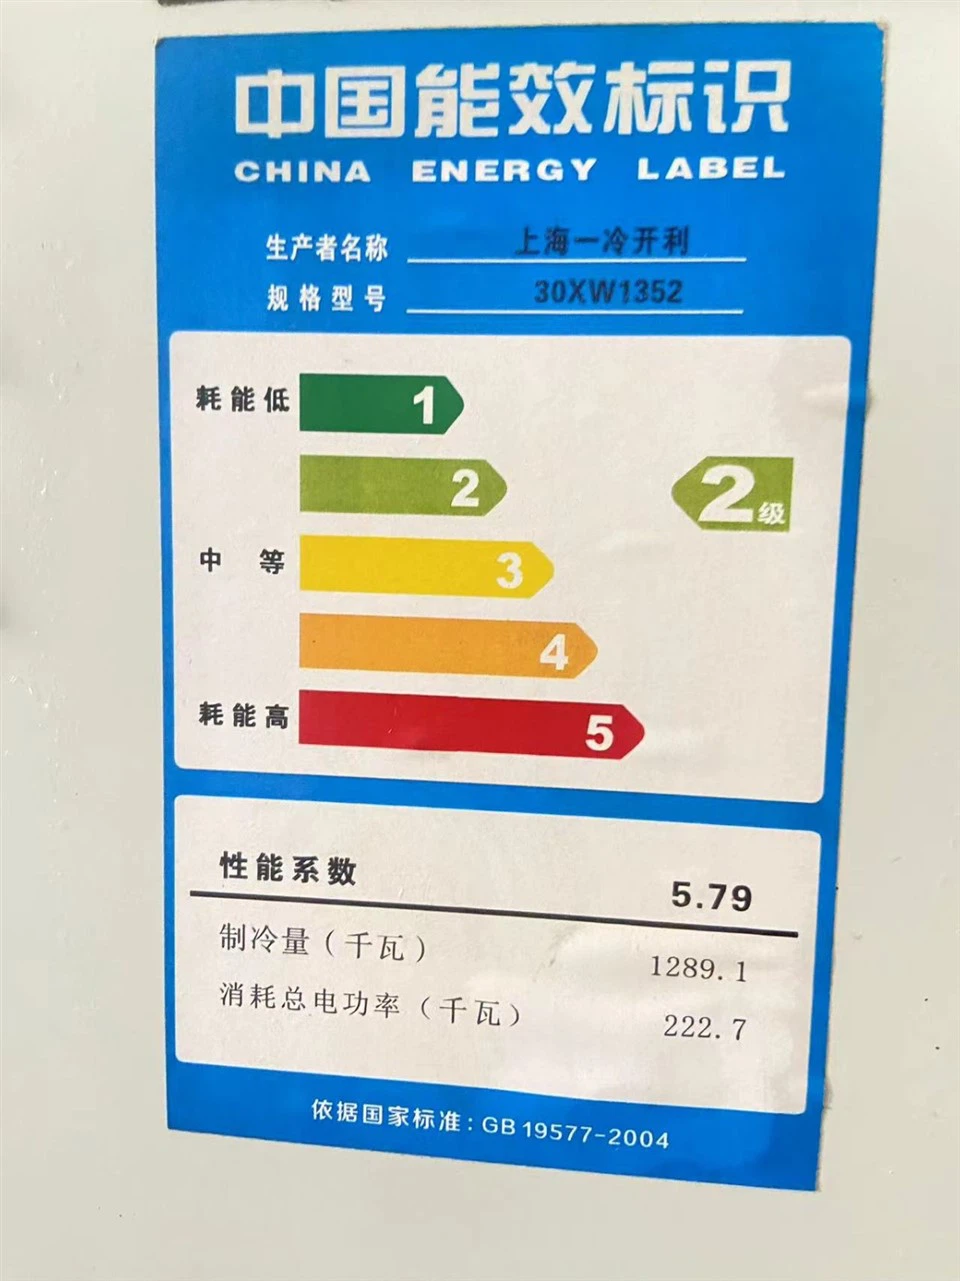 中国能效标识
CHINA ENERGY LABEL
生产者名称 上海一冷开利
规格型号 30XW1352
耗能低 1
2 2级
中等 3
4
耗能高 5
性能系数 5.79
制冷量(千瓦) 1289.1
消耗总电功率(千瓦) 222.7
依据国家标准:GB 19577-2004